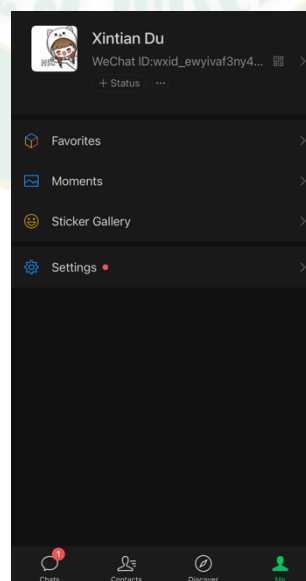 Xintian Du
WeChat ID:wxid_ewyivaf3ny4...
+ Status ...
Favorites
Moments
Sticker Gallery
Settings
1
Chats
Contacts
Discover
Me